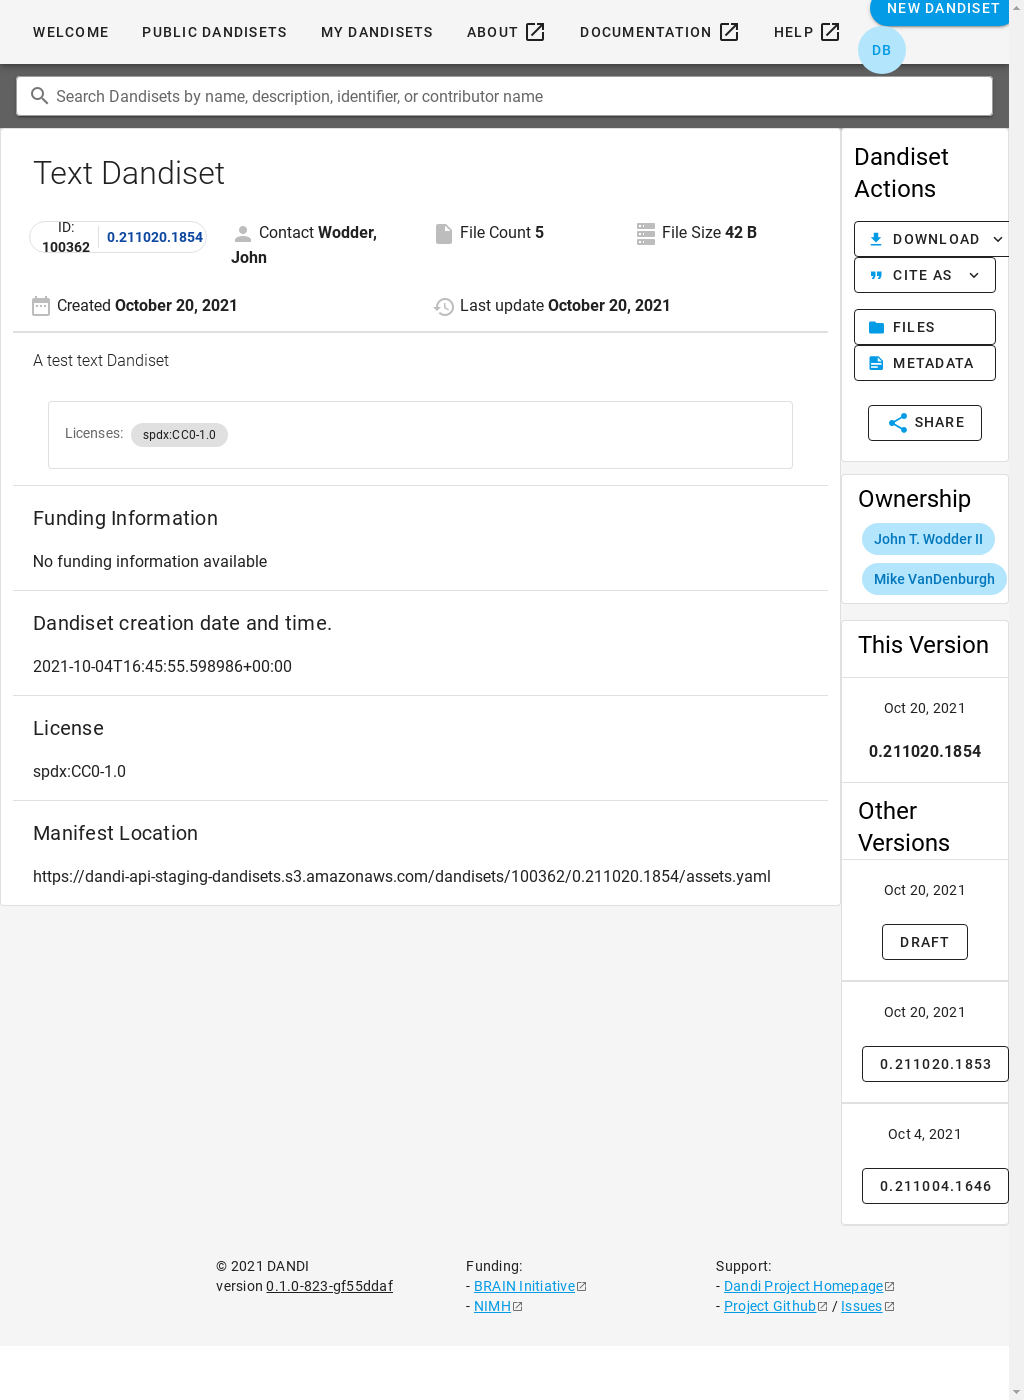 WELCOME PUBLIC DANDISETS MY DANDISETS ABOUT DOCUMENTATION HELP NEW DANDISET
DB
Search Dandisets by name, description, identifier, or contributor name
Text Dandiset
ID: 100362 0.211020.1854
Contact Wodder, John
File Count 5
File Size 42 B
Created October 20, 2021
Last update October 20, 2021
A test text Dandiset
Licenses: spdx:CC0-1.0
Funding Information
No funding information available
Dandiset creation date and time.
2021-10-04T16:45:55.598986+00:00
License
spdx:CC0-1.0
Manifest Location
https://dandi-api-staging-dandisets.s3.amazonaws.com/dandisets/100362/0.211020.1854/assets.yaml
Dandiset
Actions
DOWNLOAD
CITE AS
FILES
METADATA
SHARE
Ownership
John T. Wodder II
Mike VanDenburgh
This Version
Oct 20, 2021
0.211020.1854
Other
Versions
Oct 20, 2021
DRAFT
Oct 20, 2021
0.211020.1853
Oct 4, 2021
0.211004.1646
© 2021 DANDI
version 0.1.0-823-gf55ddaf
Funding:
- BRAIN Initiative
- NIMH
Support:
- Dandi Project Homepage
- Project Github / Issues